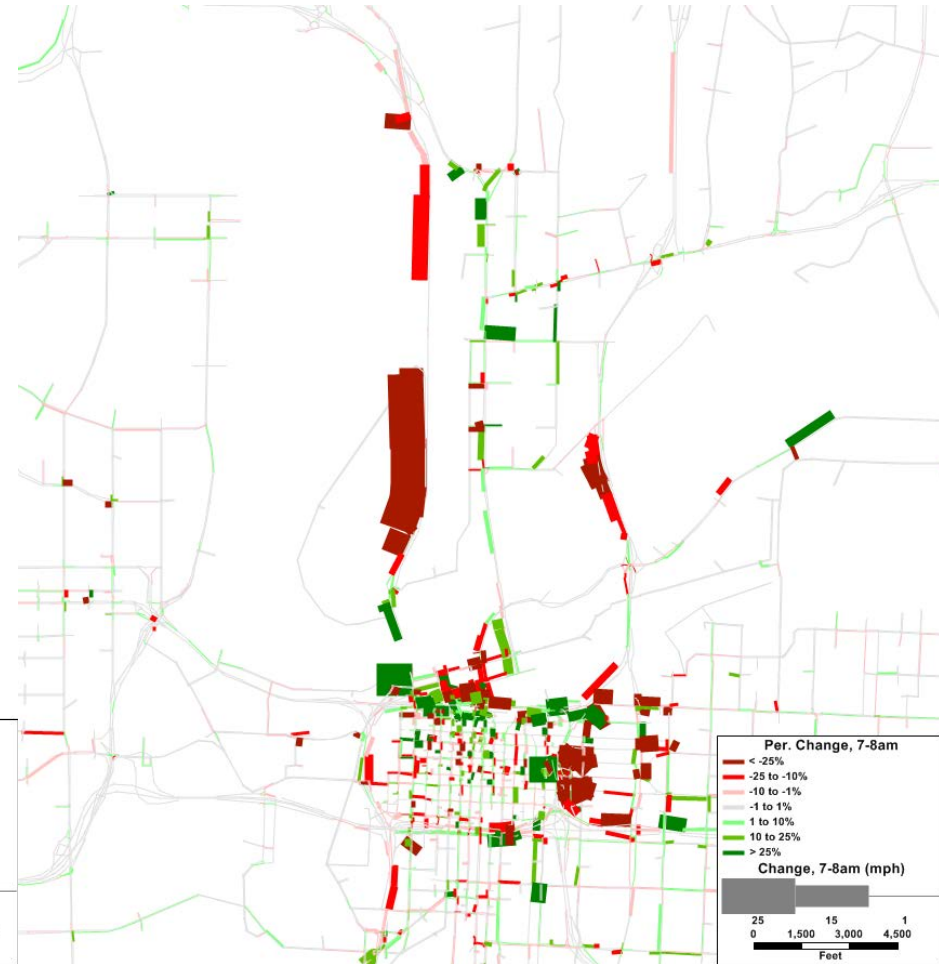 Per. Change, 7-8am
< -25%
-25 to -10%
-10 to -1%
-1 to 1%
1 to 10%
10 to 25%
> 25%
Change, 7-8am (mph)
25 15 1
0 1,500 3,000 4,500
Feet